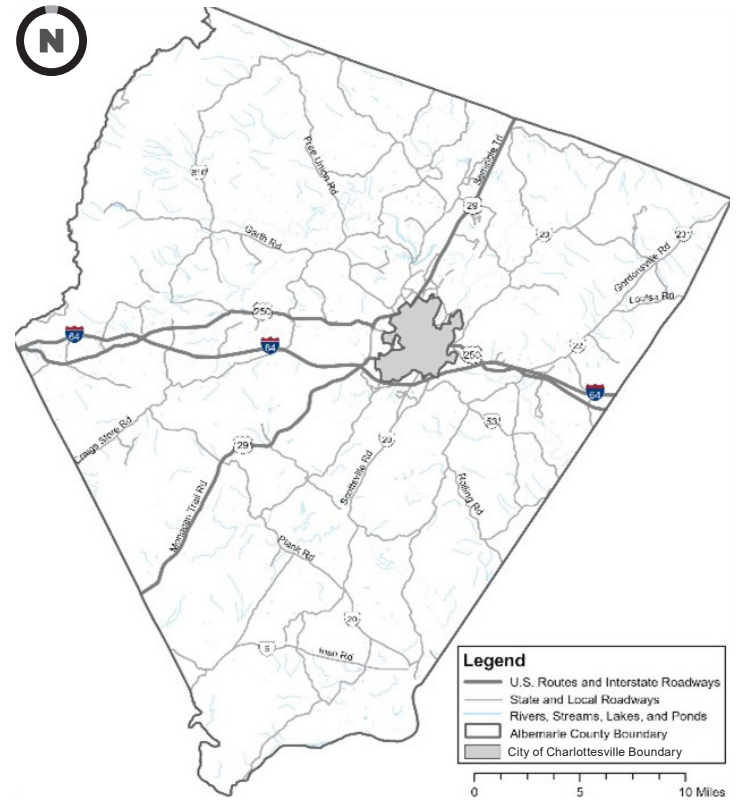 N
Seminole Trl
Free Union Rd
810
29
Garth Rd
20
231
Gordonsville Rd
Louisa Rd
250
64
64
22
250
64
Craigs Store Rd
29
20
53
Scottsville Rd
Rolling Rd
Monacan Trail Rd
Plank Rd
20
6
Irish Rd
Legend
U.S. Routes and Interstate Roadways
State and Local Roadways
Rivers, Streams, Lakes, and Ponds
Albemarle County Boundary
City of Charlottesville Boundary
0 5 10 Miles